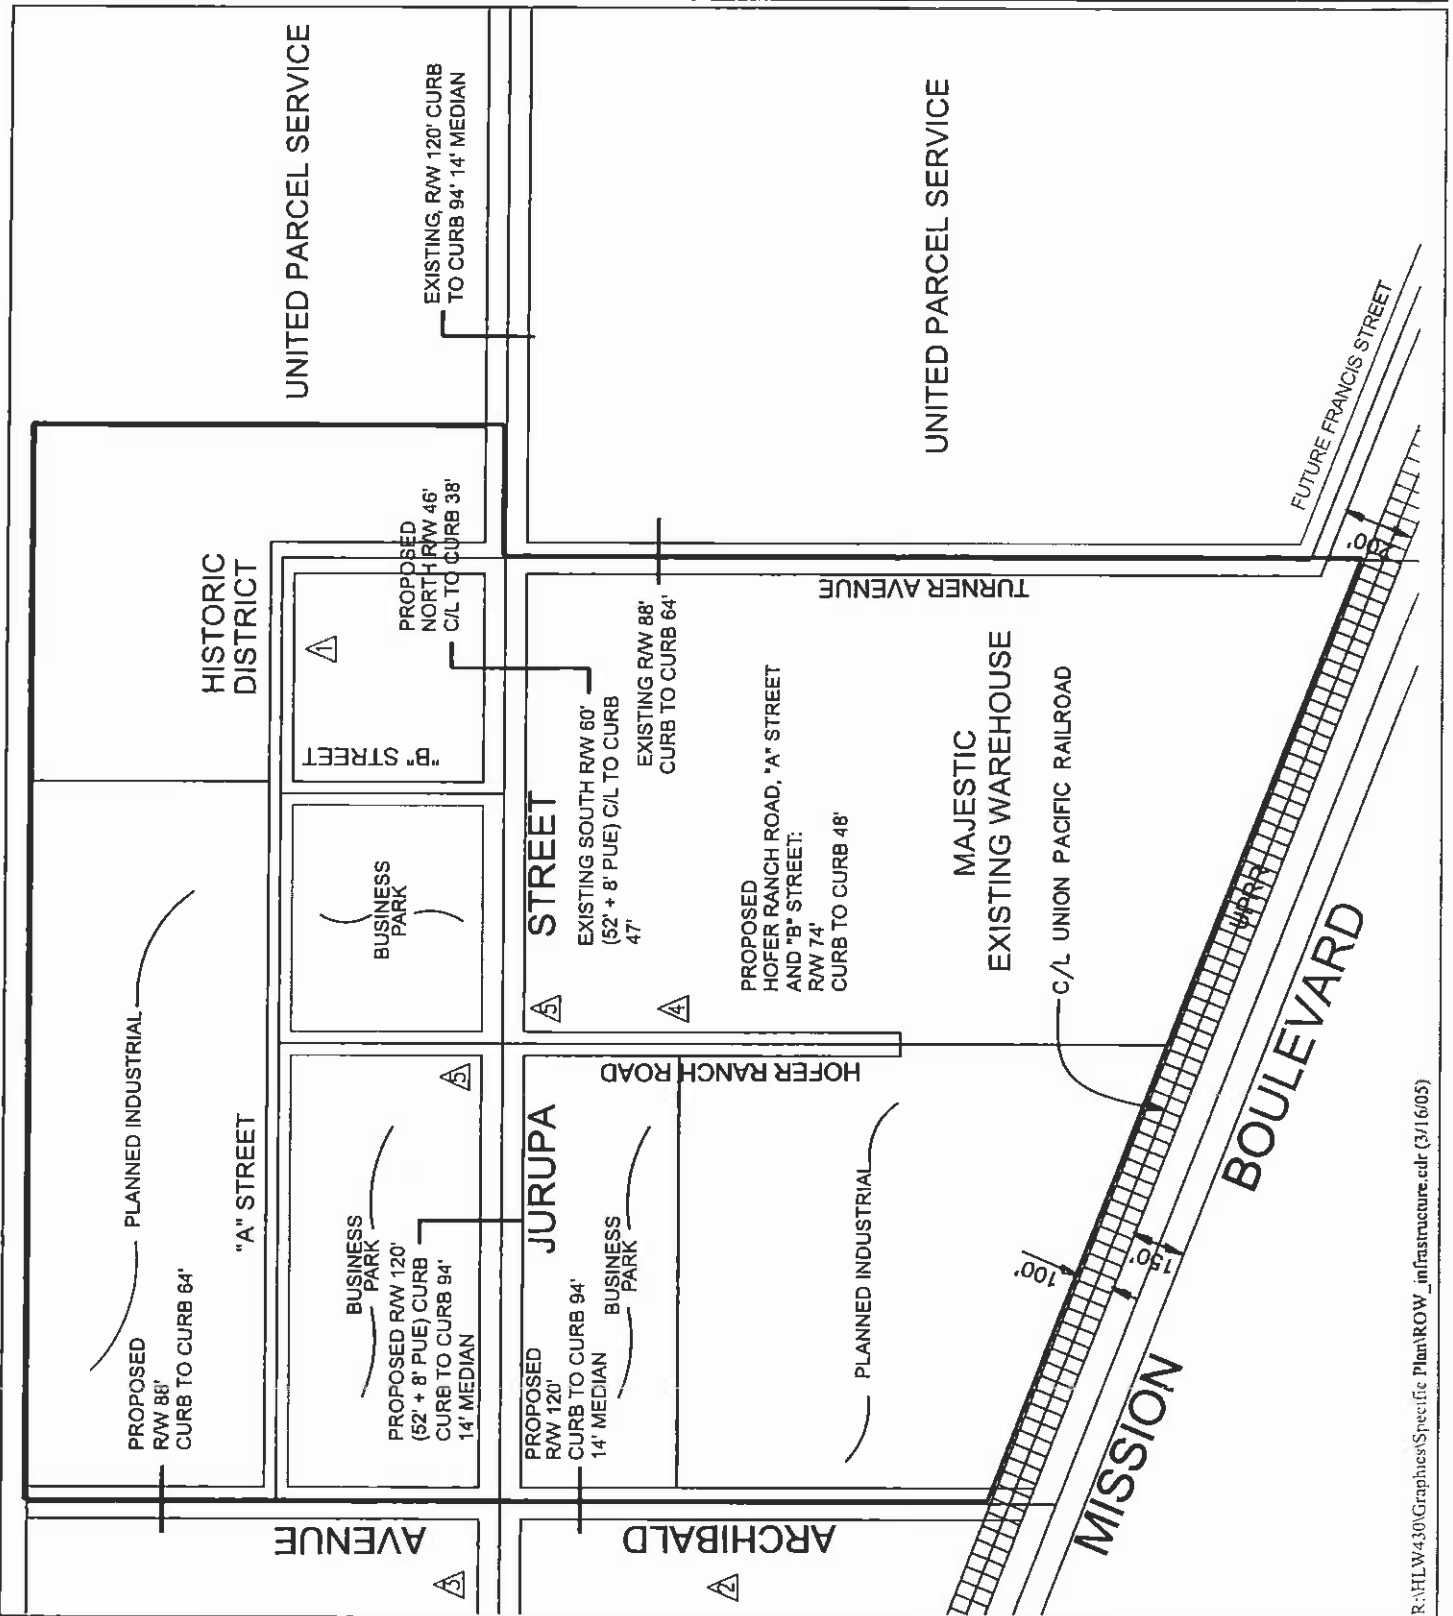 UNITED PARCEL SERVICE
EXISTING, R/W 120' CURB
TO CURB 94' 14' MEDIAN
UNITED PARCEL SERVICE
FUTURE FRANCIS STREET
HISTORIC
DISTRICT
1
PROPOSED
NORTH R/W 46'
C/L TO CURB 38'
"B" STREET
TURNER AVENUE
EXISTING R/W 88'
CURB TO CURB 64'
EXISTING SOUTH R/W 60'
(52' + 8' PUE) C/L TO CURB
47'
PLANNED INDUSTRIAL
BUSINESS
PARK
JURUPA STREET
5
4
PROPOSED
HOFER RANCH ROAD, "A" STREET
AND "B" STREET:
R/W 74'
CURB TO CURB 48'
MAJESTIC
EXISTING WAREHOUSE
C/L UNION PACIFIC RAILROAD
UPRR
HOFER RANCH ROAD
"A" STREET
5
BUSINESS
PARK
PROPOSED R/W 120'
(52' + 8' PUE) CURB
CURB TO CURB 94'
14' MEDIAN
BUSINESS
PARK
PLANNED INDUSTRIAL
PROPOSED
R/W 88'
CURB TO CURB 64'
PROPOSED
R/W 120'
CURB TO CURB 94'
14' MEDIAN
100'
150'
ARCHIBALD AVENUE
3
2
MISSION BOULEVARD
R:\HLW430\Graphics\Specific Plan\ROW_infrastructure.cdr (3/16/05)